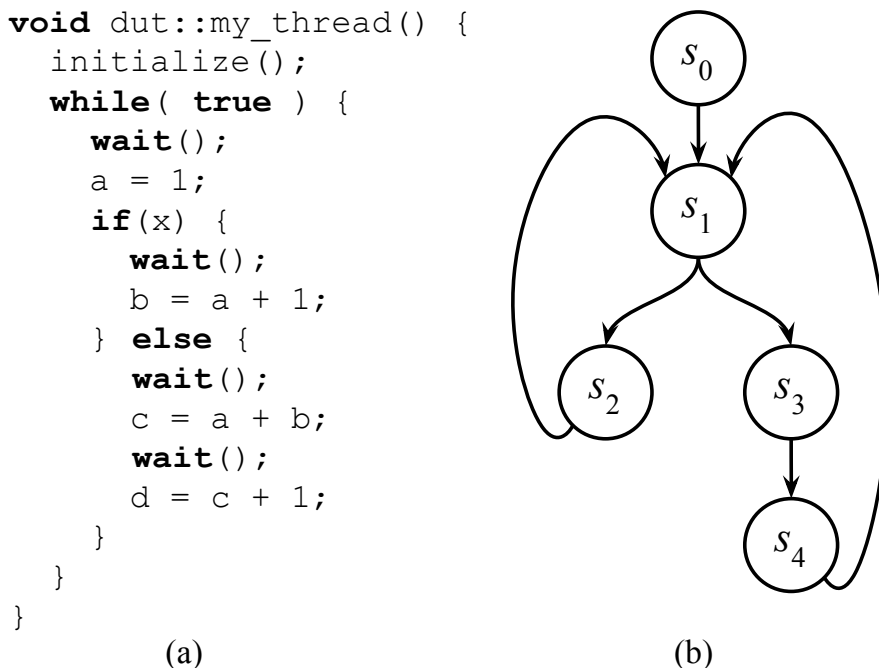 void dut::my_thread() {
initialize();
while( true ) {
wait();
a = 1;
if(x) {
wait();
b = a + 1;
} else {
wait();
c = a + b;
wait();
d = c + 1;
}
}
}
(a)
s0
s1
s2
s3
s4
(b)